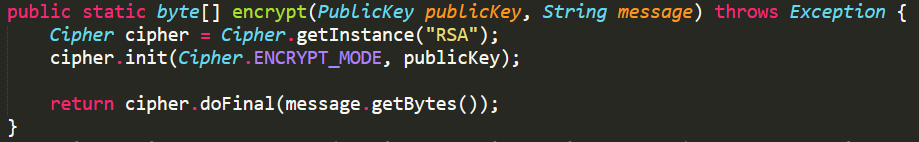 public static byte[] encrypt(PublicKey publicKey, String message) throws Exception {
    Cipher cipher = Cipher.getInstance("RSA");
    cipher.init(Cipher.ENCRYPT_MODE, publicKey);

    return cipher.doFinal(message.getBytes());
}